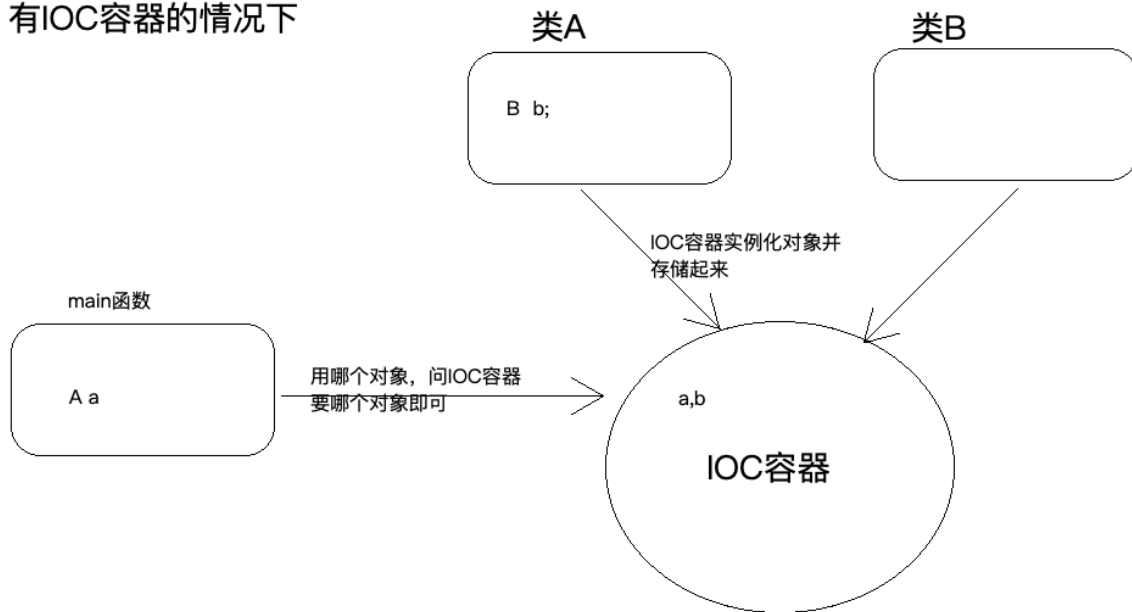 有IOC容器的情况下
类A
类B
B b;
IOC容器实例化对象并
存储起来
main函数
A a
用哪个对象，问IOC容器
要哪个对象即可
a,b
IOC容器